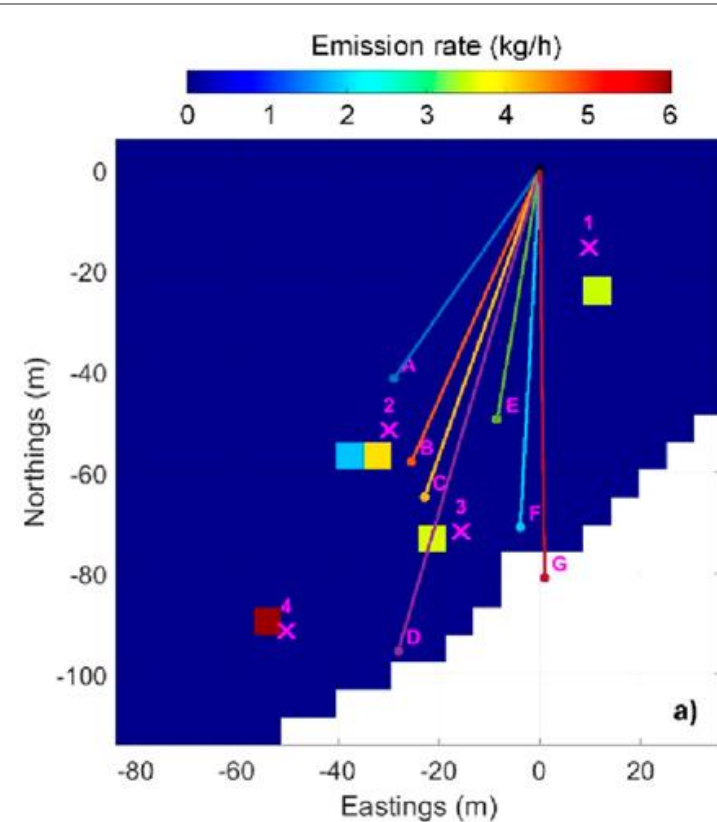 Emission rate (kg/h)
0 1 2 3 4 5 6
0
1
-20
-40
A
2
E
B
Northings (m)
-60
C
3
F
G
-80
4
D
-100
a)
-80 -60 -40 -20 0 20
Eastings (m)